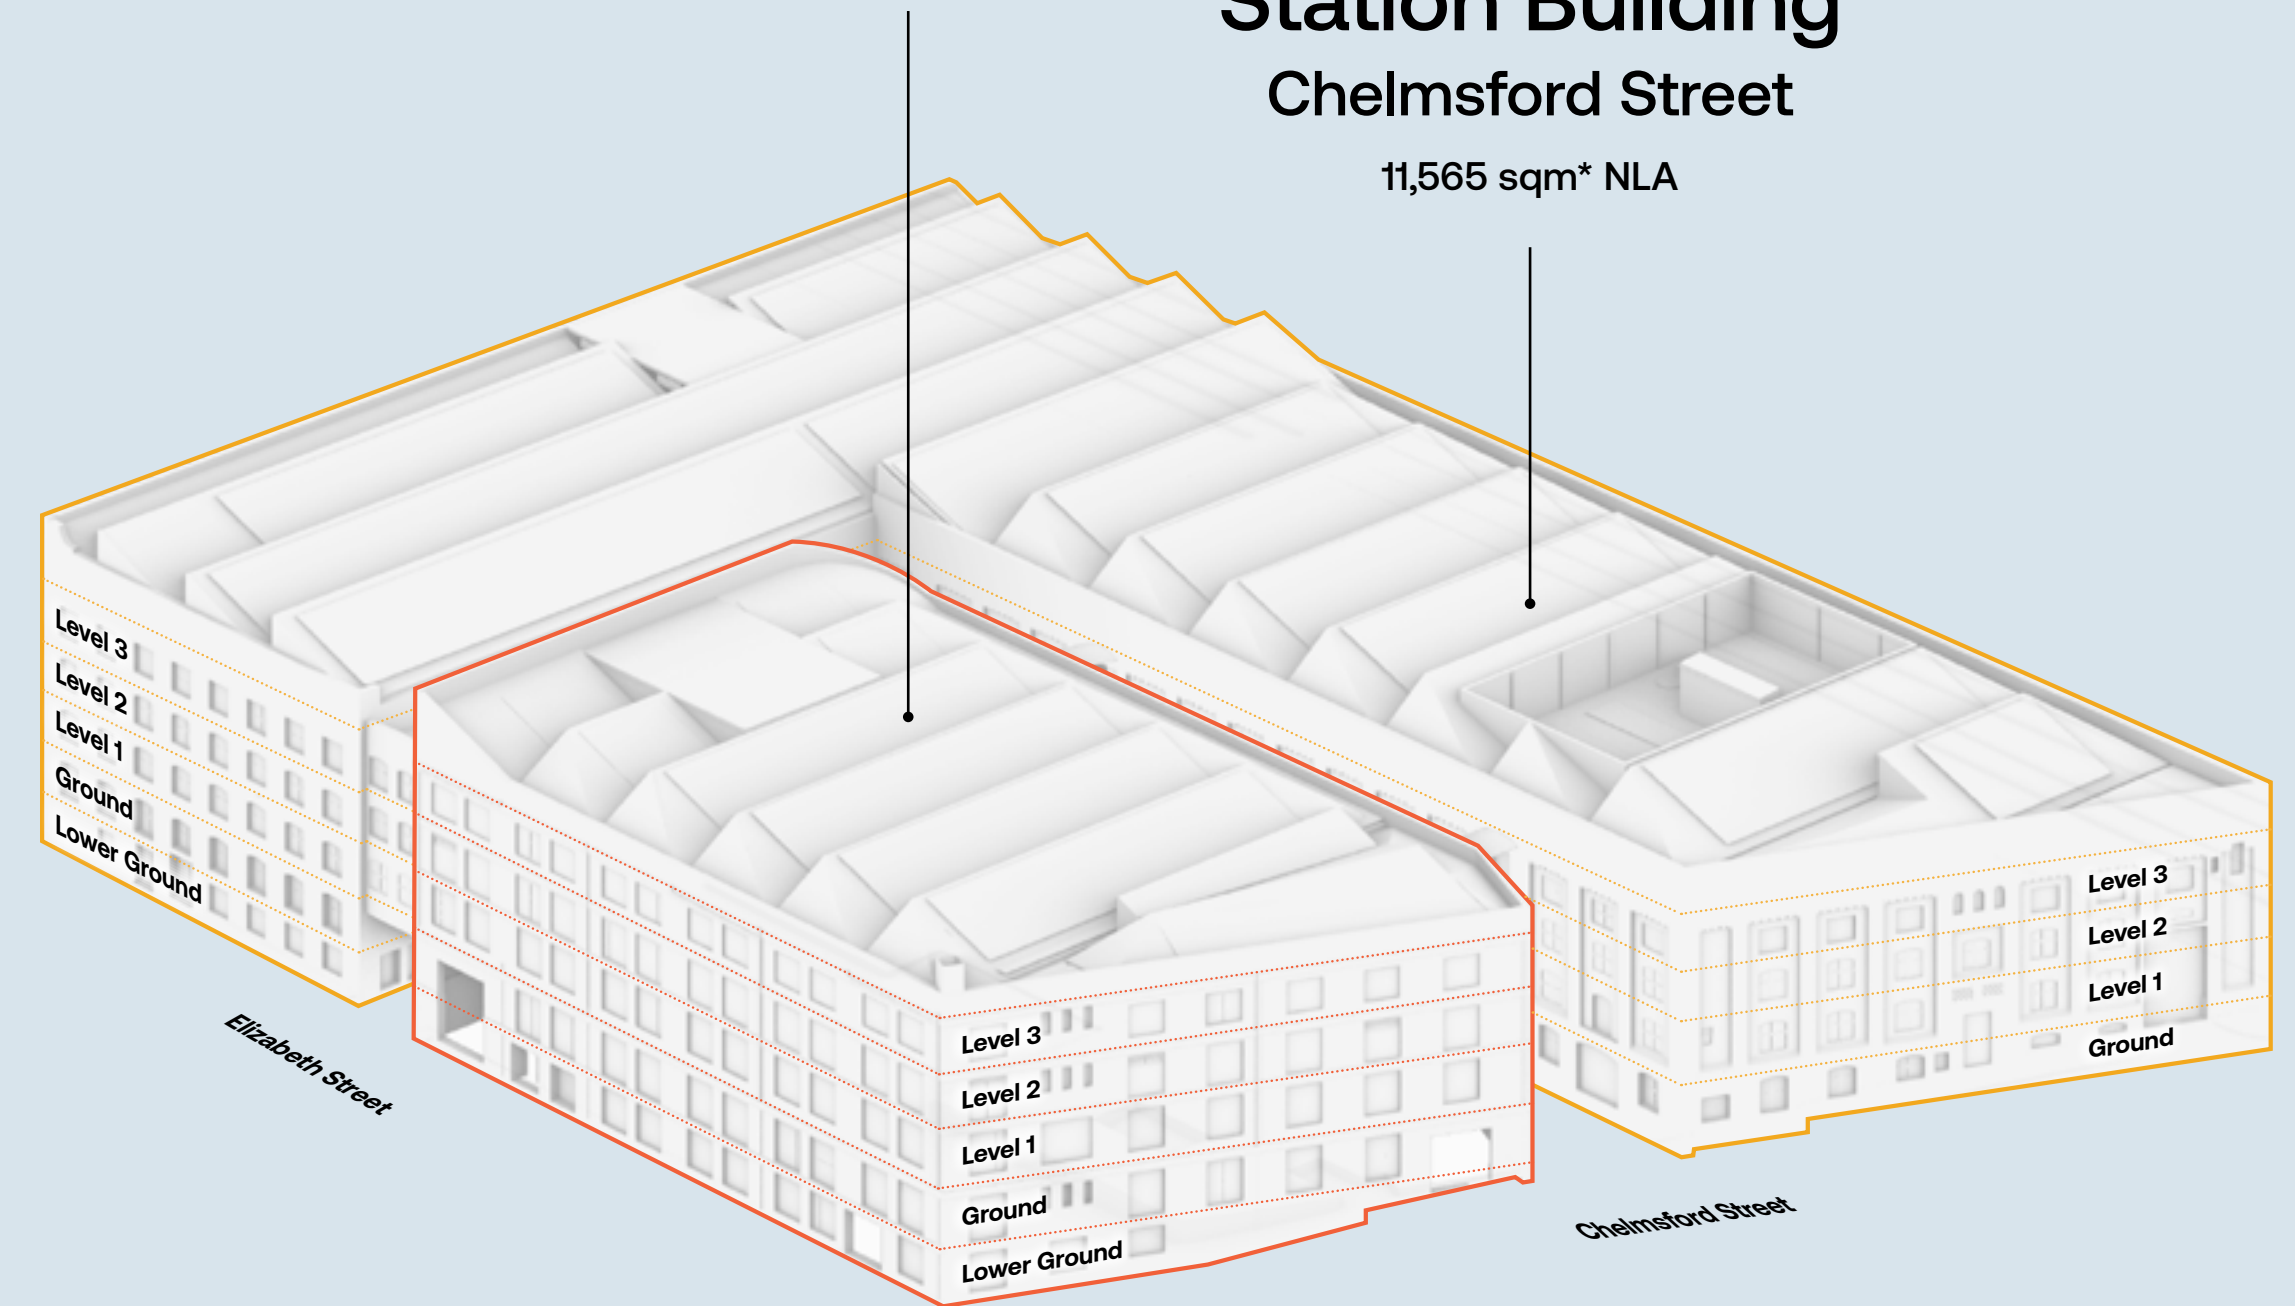 Station Building
Chelmsford Street
11,565 sqm* NLA
Level 3
Level 2
Level 1
Ground
Lower Ground
Elizabeth Street
Level 3
Level 2
Level 1
Ground
Lower Ground
Level 3
Level 2
Level 1
Ground
Chelmsford Street